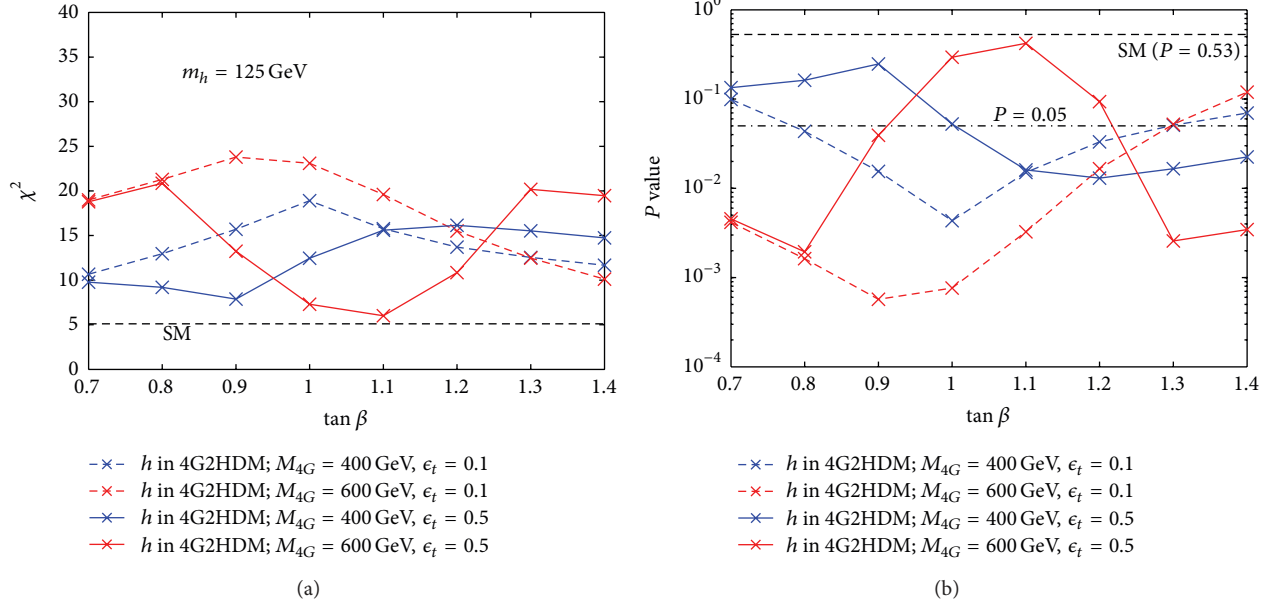 40
35
30
25
20
15
10
5
0
χ²
m_h = 125 GeV
SM
0.7 0.8 0.9 1 1.1 1.2 1.3 1.4
tan β
h in 4G2HDM; M_4G = 400 GeV, ϵ_t = 0.1
h in 4G2HDM; M_4G = 600 GeV, ϵ_t = 0.1
h in 4G2HDM; M_4G = 400 GeV, ϵ_t = 0.5
h in 4G2HDM; M_4G = 600 GeV, ϵ_t = 0.5
(a)
10⁰
10⁻¹
10⁻²
10⁻³
10⁻⁴
P value
SM (P = 0.53)
P = 0.05
0.7 0.8 0.9 1 1.1 1.2 1.3 1.4
tan β
h in 4G2HDM; M_4G = 400 GeV, ϵ_t = 0.1
h in 4G2HDM; M_4G = 600 GeV, ϵ_t = 0.1
h in 4G2HDM; M_4G = 400 GeV, ϵ_t = 0.5
h in 4G2HDM; M_4G = 600 GeV, ϵ_t = 0.5
(b)